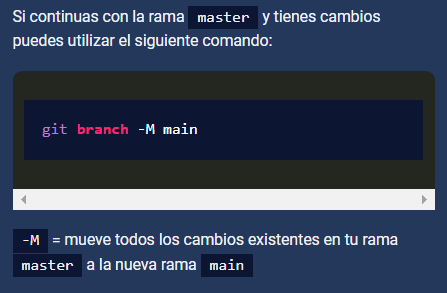 Si continuas con la rama master y tienes cambios
puedes utilizar el siguiente comando:
git branch -M main
-M = mueve todos los cambios existentes en tu rama
master a la nueva rama main